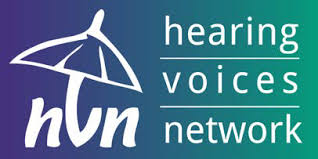 hvn
hearing
voices
network